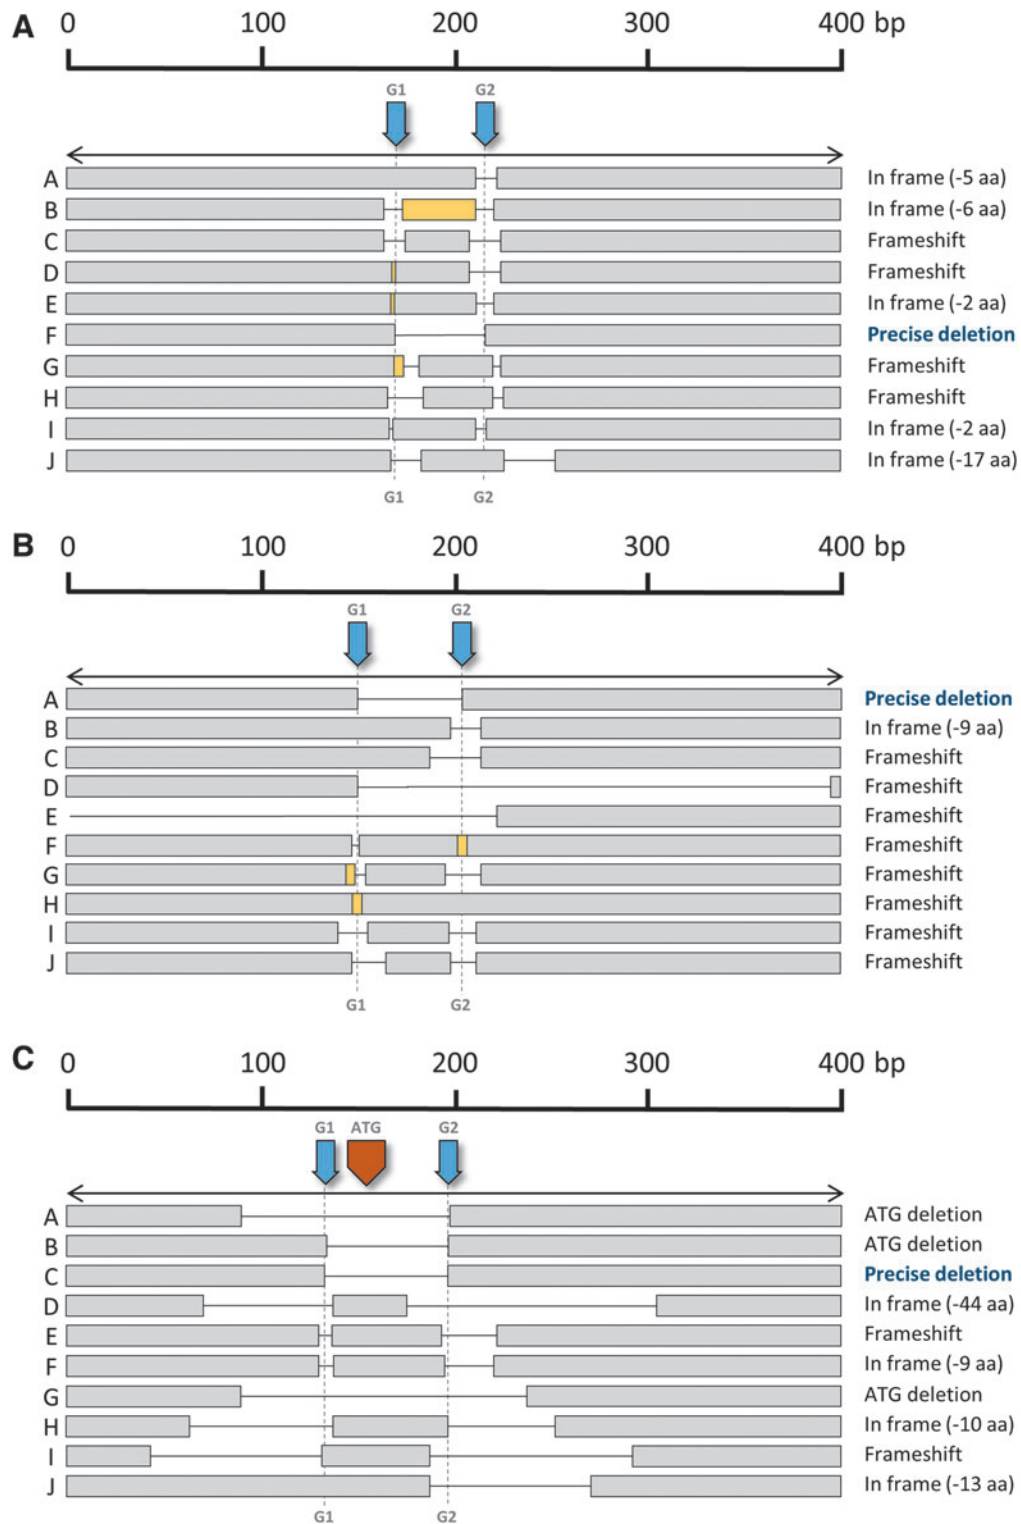 A 0 100 200 300 400 bp
G1 G2
A In frame (-5 aa)
B In frame (-6 aa)
C Frameshift
D Frameshift
E In frame (-2 aa)
F Precise deletion
G Frameshift
H Frameshift
I In frame (-2 aa)
J In frame (-17 aa)
G1 G2
B 0 100 200 300 400 bp
G1 G2
A Precise deletion
B In frame (-9 aa)
C Frameshift
D Frameshift
E Frameshift
F Frameshift
G Frameshift
H Frameshift
I Frameshift
J Frameshift
G1 G2
C 0 100 200 300 400 bp
G1 ATG G2
A ATG deletion
B ATG deletion
C Precise deletion
D In frame (-44 aa)
E Frameshift
F In frame (-9 aa)
G ATG deletion
H In frame (-10 aa)
I Frameshift
J In frame (-13 aa)
G1 G2